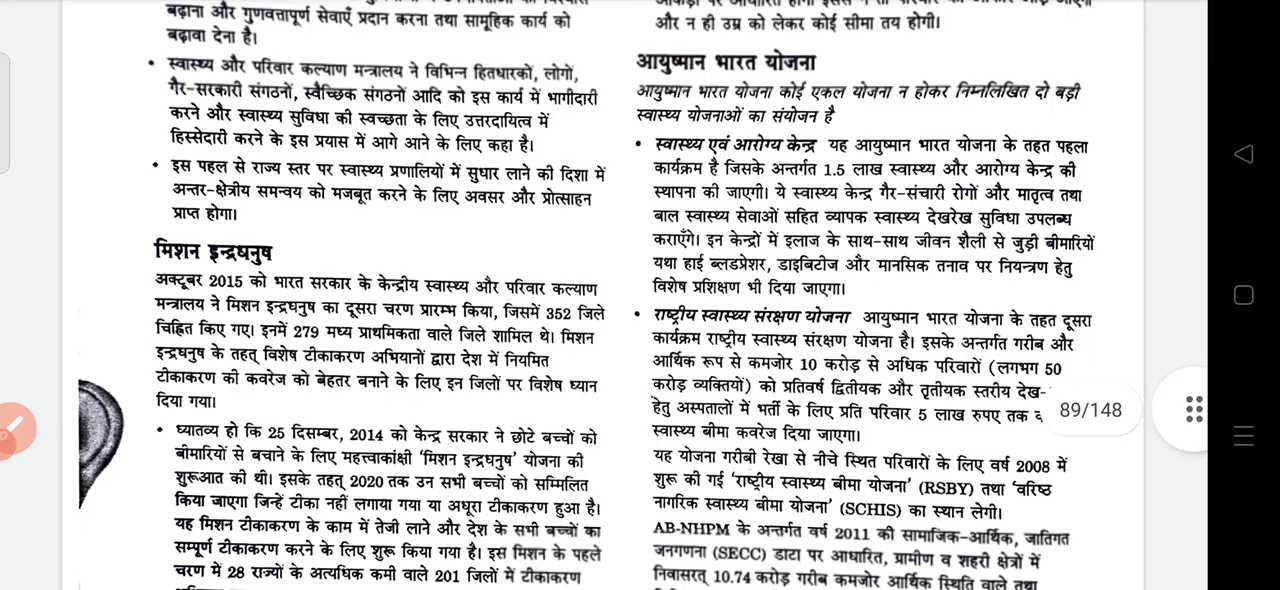 बढ़ाना और गुणवत्तापूर्ण सेवाएँ प्रदान करना तथा सामूहिक कार्य को
बढ़ावा देना है।
• स्वास्थ्य और परिवार कल्याण मन्त्रालय ने विभिन्न हितधारकों, लोगों,
गैर-सरकारी संगठनों, स्वैच्छिक संगठनों आदि को इस कार्य में भागीदारी
करने और स्वास्थ्य सुविधा की स्वच्छता के लिए उत्तरदायित्व में
हिस्सेदारी करने के इस प्रयास में आगे आने के लिए कहा है।
• इस पहल से राज्य स्तर पर स्वास्थ्य प्रणालियों में सुधार लाने की दिशा में
अन्तर-क्षेत्रीय समन्वय को मजबूत करने के लिए अवसर और प्रोत्साहन
प्राप्त होगा।
मिशन इन्द्रधनुष
अक्टूबर 2015 को भारत सरकार के केन्द्रीय स्वास्थ्य और परिवार कल्याण
मन्त्रालय ने मिशन इन्द्रधनुष का दूसरा चरण प्रारम्भ किया, जिसमें 352 जिले
चिह्नित किए गए। इनमें 279 मध्य प्राथमिकता वाले जिले शामिल थे। मिशन
इन्द्रधनुष के तहत् विशेष टीकाकरण अभियानों द्वारा देश में नियमित
टीकाकरण की कवरेज को बेहतर बनाने के लिए इन जिलों पर विशेष ध्यान
दिया गया।
• ध्यातव्य हो कि 25 दिसम्बर, 2014 को केन्द्र सरकार ने छोटे बच्चों को
बीमारियों से बचाने के लिए महत्त्वाकांक्षी 'मिशन इन्द्रधनुष' योजना की
शुरूआत की थी। इसके तहत् 2020 तक उन सभी बच्चों को सम्मिलित
किया जाएगा जिन्हें टीका नहीं लगाया गया या अधूरा टीकाकरण हुआ है।
यह मिशन टीकाकरण के काम में तेजी लाने और देश के सभी बच्चों का
सम्पूर्ण टीकाकरण करने के लिए शुरू किया गया है। इस मिशन के पहले
चरण में 28 राज्यों के अत्यधिक कमी वाले 201 जिलों में टीकाकरण
और न ही उम्र को लेकर कोई सीमा तय होगी।
आयुष्मान भारत योजना
आयुष्मान भारत योजना कोई एकल योजना न होकर निम्नलिखित दो बड़ी
स्वास्थ्य योजनाओं का संयोजन है
• स्वास्थ्य एवं आरोग्य केन्द्र यह आयुष्मान भारत योजना के तहत पहला
कार्यक्रम है जिसके अन्तर्गत 1.5 लाख स्वास्थ्य और आरोग्य केन्द्र की
स्थापना की जाएगी। ये स्वास्थ्य केन्द्र गैर-संचारी रोगों और मातृत्व तथा
बाल स्वास्थ्य सेवाओं सहित व्यापक स्वास्थ्य देखरेख सुविधा उपलब्ध
कराएँगे। इन केन्द्रों में इलाज के साथ-साथ जीवन शैली से जुड़ी बीमारियों
यथा हाई ब्लडप्रेशर, डाइबिटीज और मानसिक तनाव पर नियन्त्रण हेतु
विशेष प्रशिक्षण भी दिया जाएगा।
• राष्ट्रीय स्वास्थ्य संरक्षण योजना आयुष्मान भारत योजना के तहत दूसरा
कार्यक्रम राष्ट्रीय स्वास्थ्य संरक्षण योजना है। इसके अन्तर्गत गरीब और
आर्थिक रूप से कमजोर 10 करोड़ से अधिक परिवारों (लगभग 50
करोड़ व्यक्तियों) को प्रतिवर्ष द्वितीयक और तृतीयक स्तरीय देख-
हेतु अस्पतालों में भर्ती के लिए प्रति परिवार 5 लाख रुपए तक
स्वास्थ्य बीमा कवरेज दिया जाएगा।
यह योजना गरीबी रेखा से नीचे स्थित परिवारों के लिए वर्ष 2008 में
शुरू की गई 'राष्ट्रीय स्वास्थ्य बीमा योजना' (RSBY) तथा 'वरिष्ठ
नागरिक स्वास्थ्य बीमा योजना' (SCHIS) का स्थान लेगी।
AB-NHPM के अन्तर्गत वर्ष 2011 की सामाजिक-आर्थिक, जातिगत
जनगणना (SECC) डाटा पर आधारित, ग्रामीण व शहरी क्षेत्रों में
निवासरत् 10.74 करोड़ गरीब कमजोर आर्थिक स्थिति वाले तथा
89/148